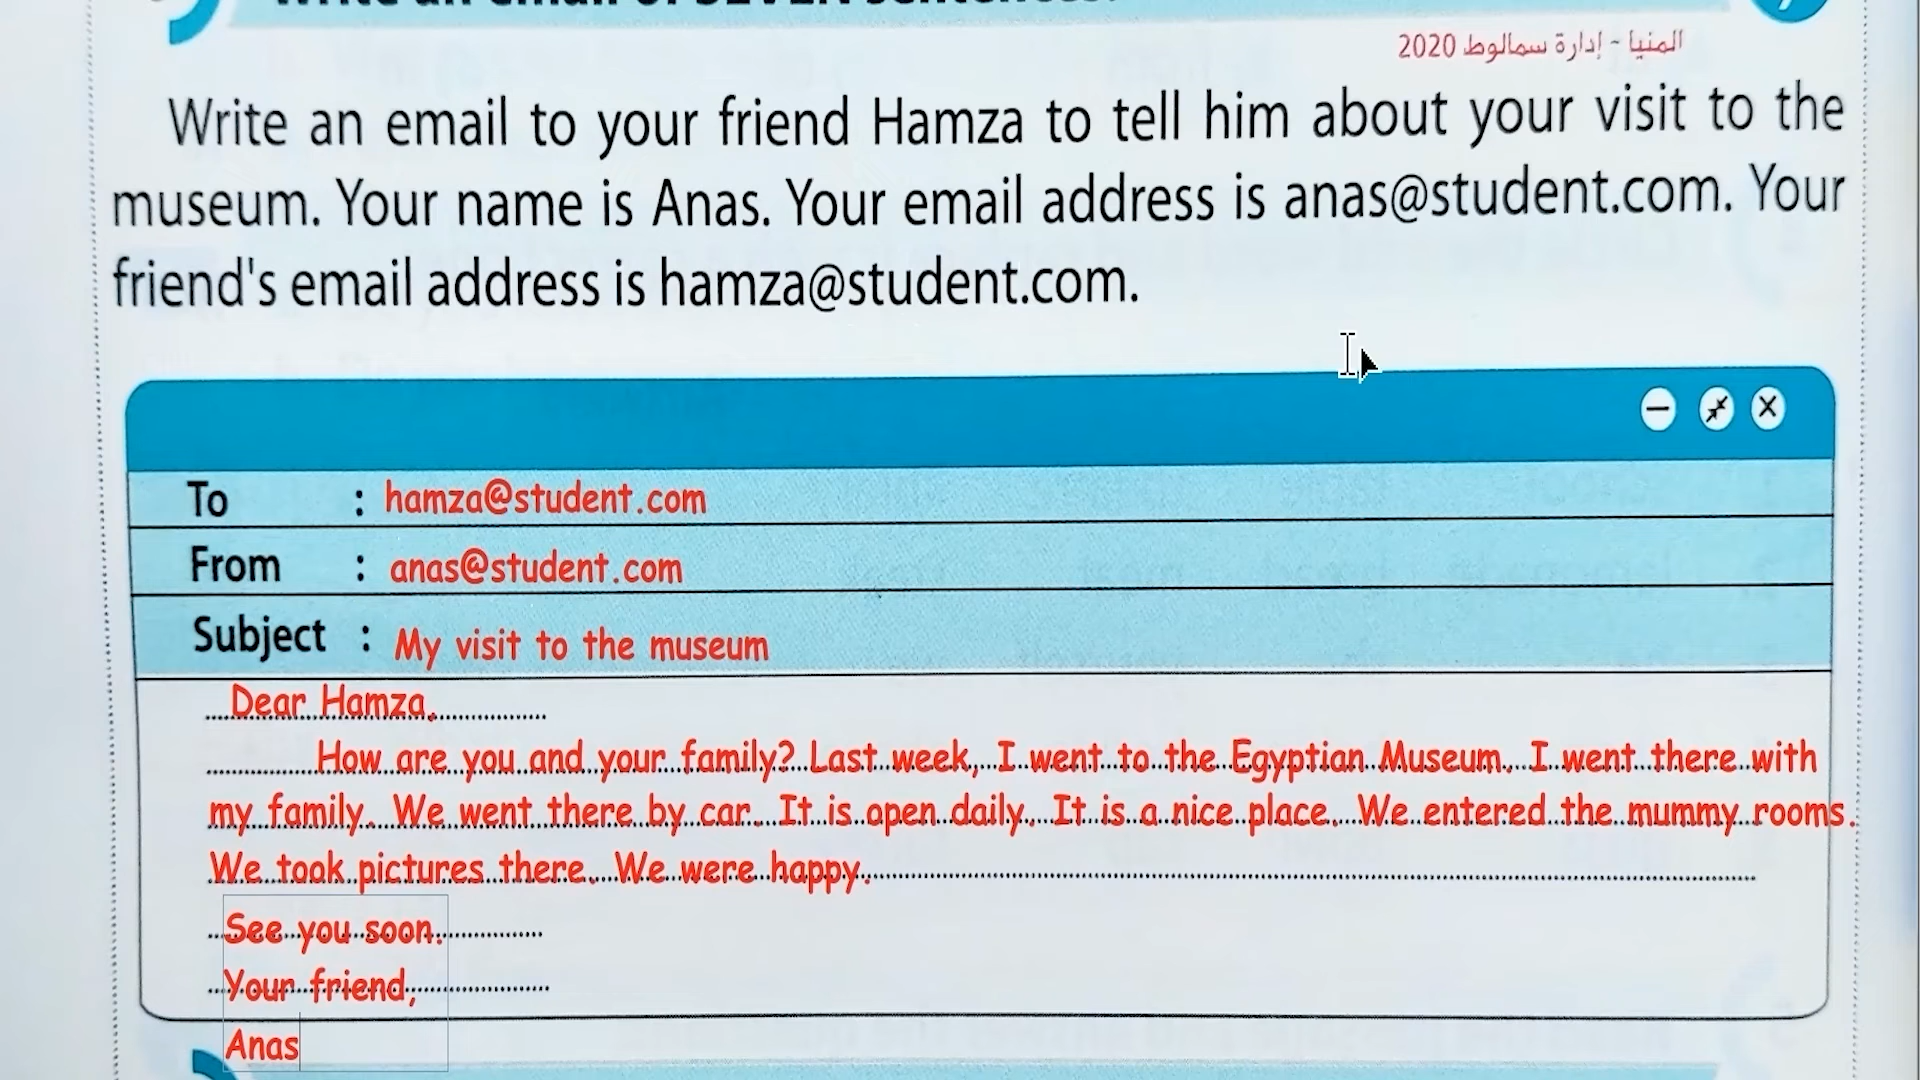 Write an email of SEVEN sentences:
المنيا - إدارة سمالوط 2020
Write an email to your friend Hamza to tell him about your visit to the
museum. Your name is Anas. Your email address is anas@student.com. Your
friend's email address is hamza@student.com.
To : hamza@student.com
From : anas@student.com
Subject : My visit to the museum
Dear Hamza,
How are you and your family? Last week, I went to the Egyptian Museum. I went there with
my family. We went there by car. It is open daily. It is a nice place. We entered the mummy rooms.
We took pictures there. We were happy.
See you soon.
Your friend,
Anas